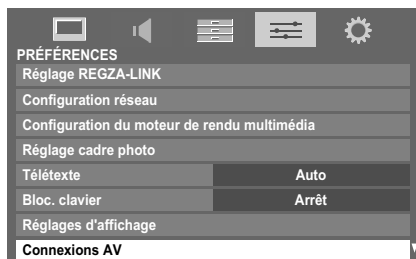 PRÉFÉRENCES
Réglage REGZA-LINK
Configuration réseau
Configuration du moteur de rendu multimédia
Réglage cadre photo
Télétexte Auto
Bloc. clavier Arrêt
Réglages d'affichage
Connexions AV